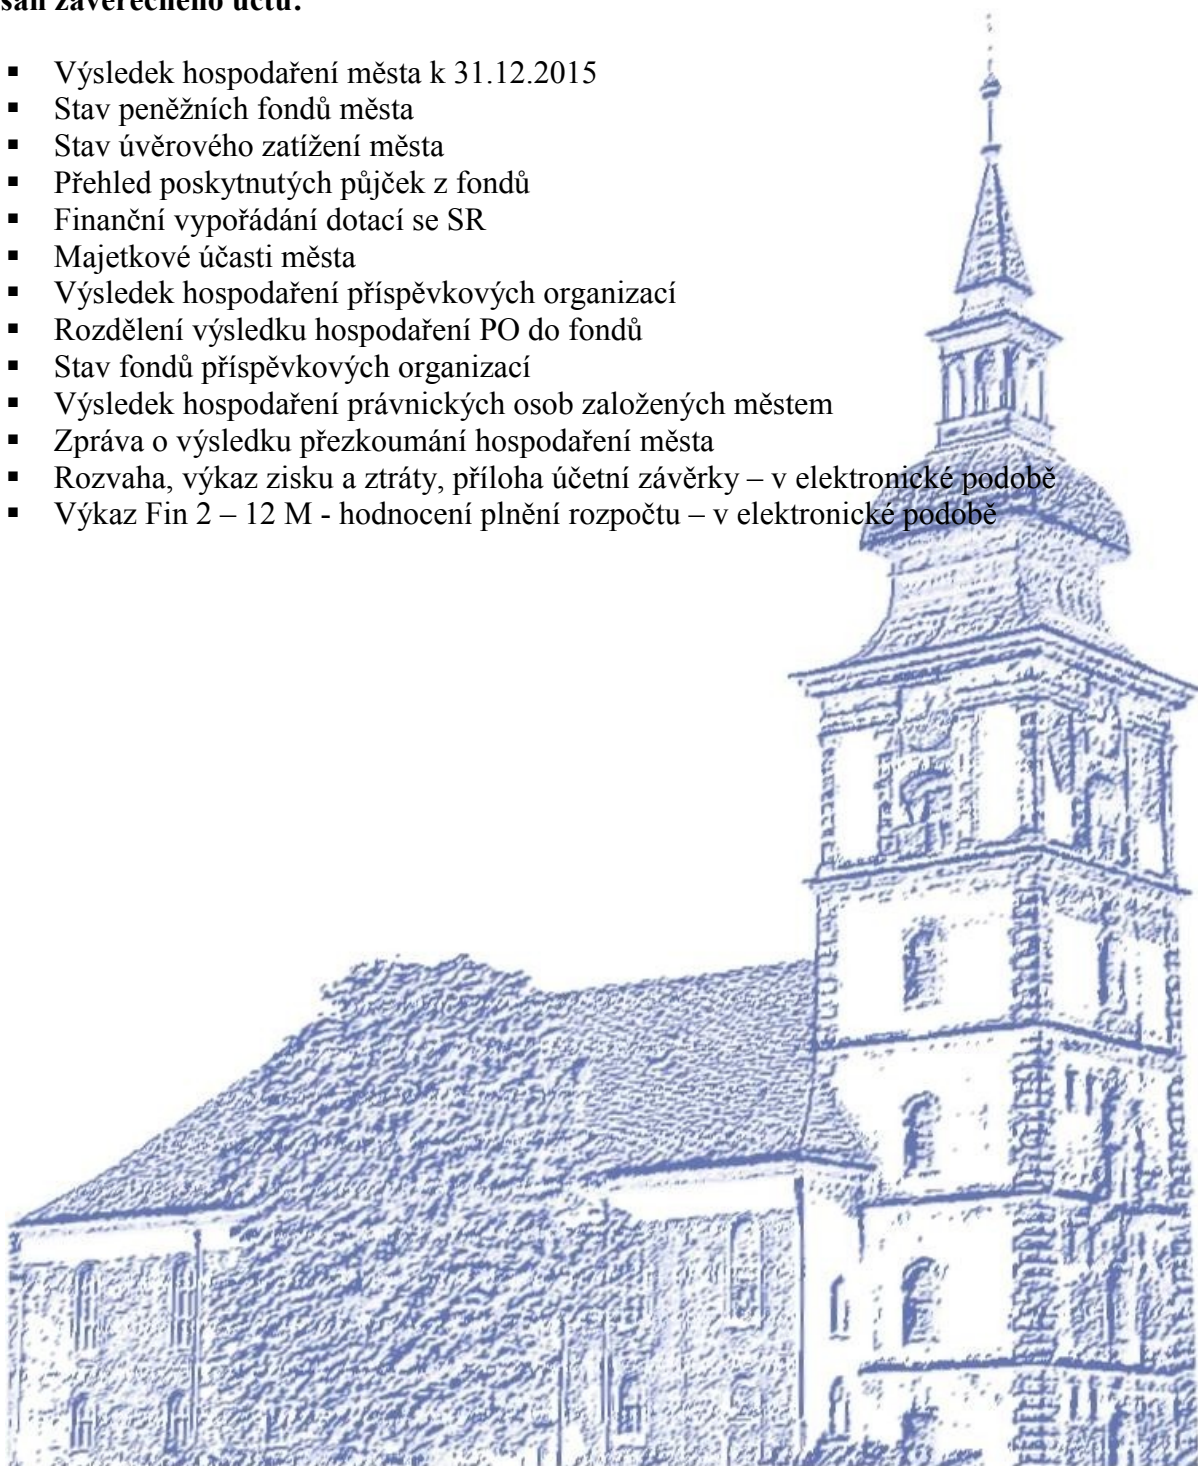 závěrečného účtu:
▪ Výsledek hospodaření města k 31.12.2015
▪ Stav peněžních fondů města
▪ Stav úvěrového zatížení města
▪ Přehled poskytnutých půjček z fondů
▪ Finanční vypořádání dotací se SR
▪ Majetkové účasti města
▪ Výsledek hospodaření příspěvkových organizací
▪ Rozdělení výsledku hospodaření PO do fondů
▪ Stav fondů příspěvkových organizací
▪ Výsledek hospodaření právnických osob založených městem
▪ Zpráva o výsledku přezkoumání hospodaření města
▪ Rozvaha, výkaz zisku a ztráty, příloha účetní závěrky – v elektronické podobě
▪ Výkaz Fin 2 – 12 M - hodnocení plnění rozpočtu – v elektronické podobě